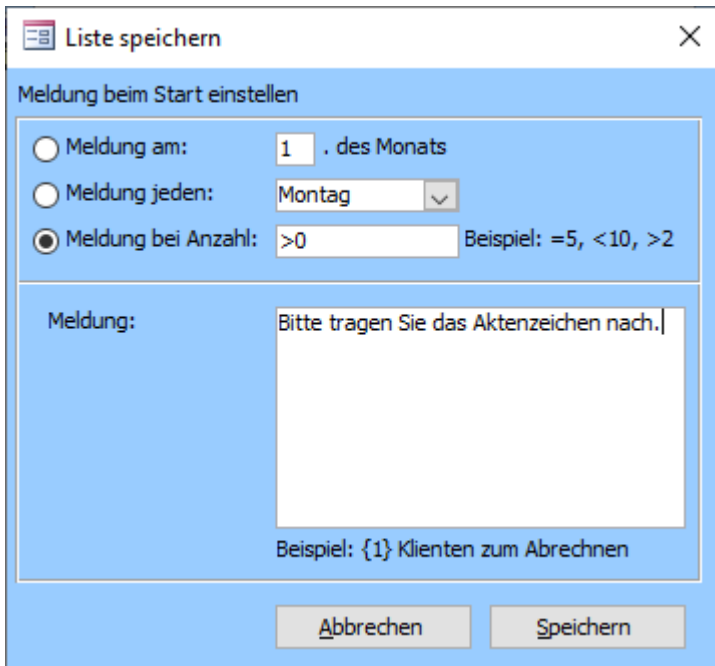 Liste speichern
Meldung beim Start einstellen
Meldung am: 1 . des Monats
Meldung jeden: Montag
Meldung bei Anzahl: >0 Beispiel: =5, <10, >2
Meldung: Bitte tragen Sie das Aktenzeichen nach.
Beispiel: {1} Klienten zum Abrechnen
Abbrechen Speichern